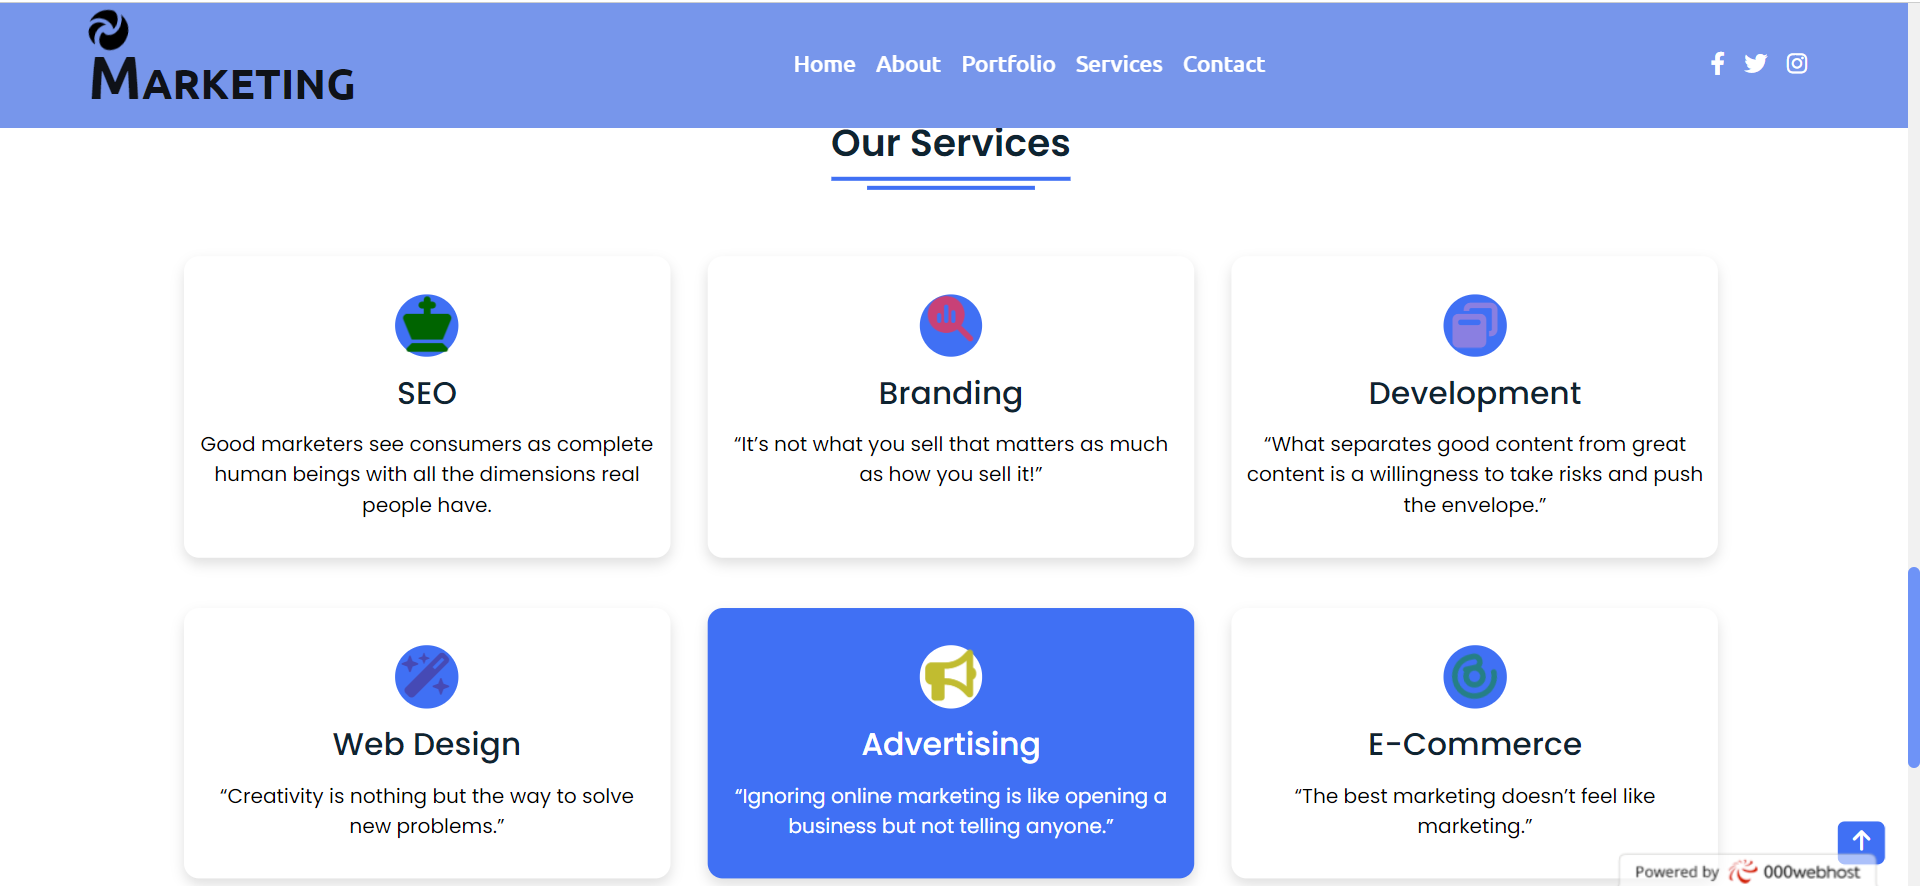 MARKETING
Home About Portfolio Services Contact
Our Services
SEO
Good marketers see consumers as complete
human beings with all the dimensions real
people have.
Branding
“It’s not what you sell that matters as much
as how you sell it!”
Development
“What separates good content from great
content is a willingness to take risks and push
the envelope.”
Web Design
“Creativity is nothing but the way to solve
new problems.”
Advertising
“Ignoring online marketing is like opening a
business but not telling anyone.”
E-Commerce
“The best marketing doesn’t feel like
marketing.”
Powered by 000webhost